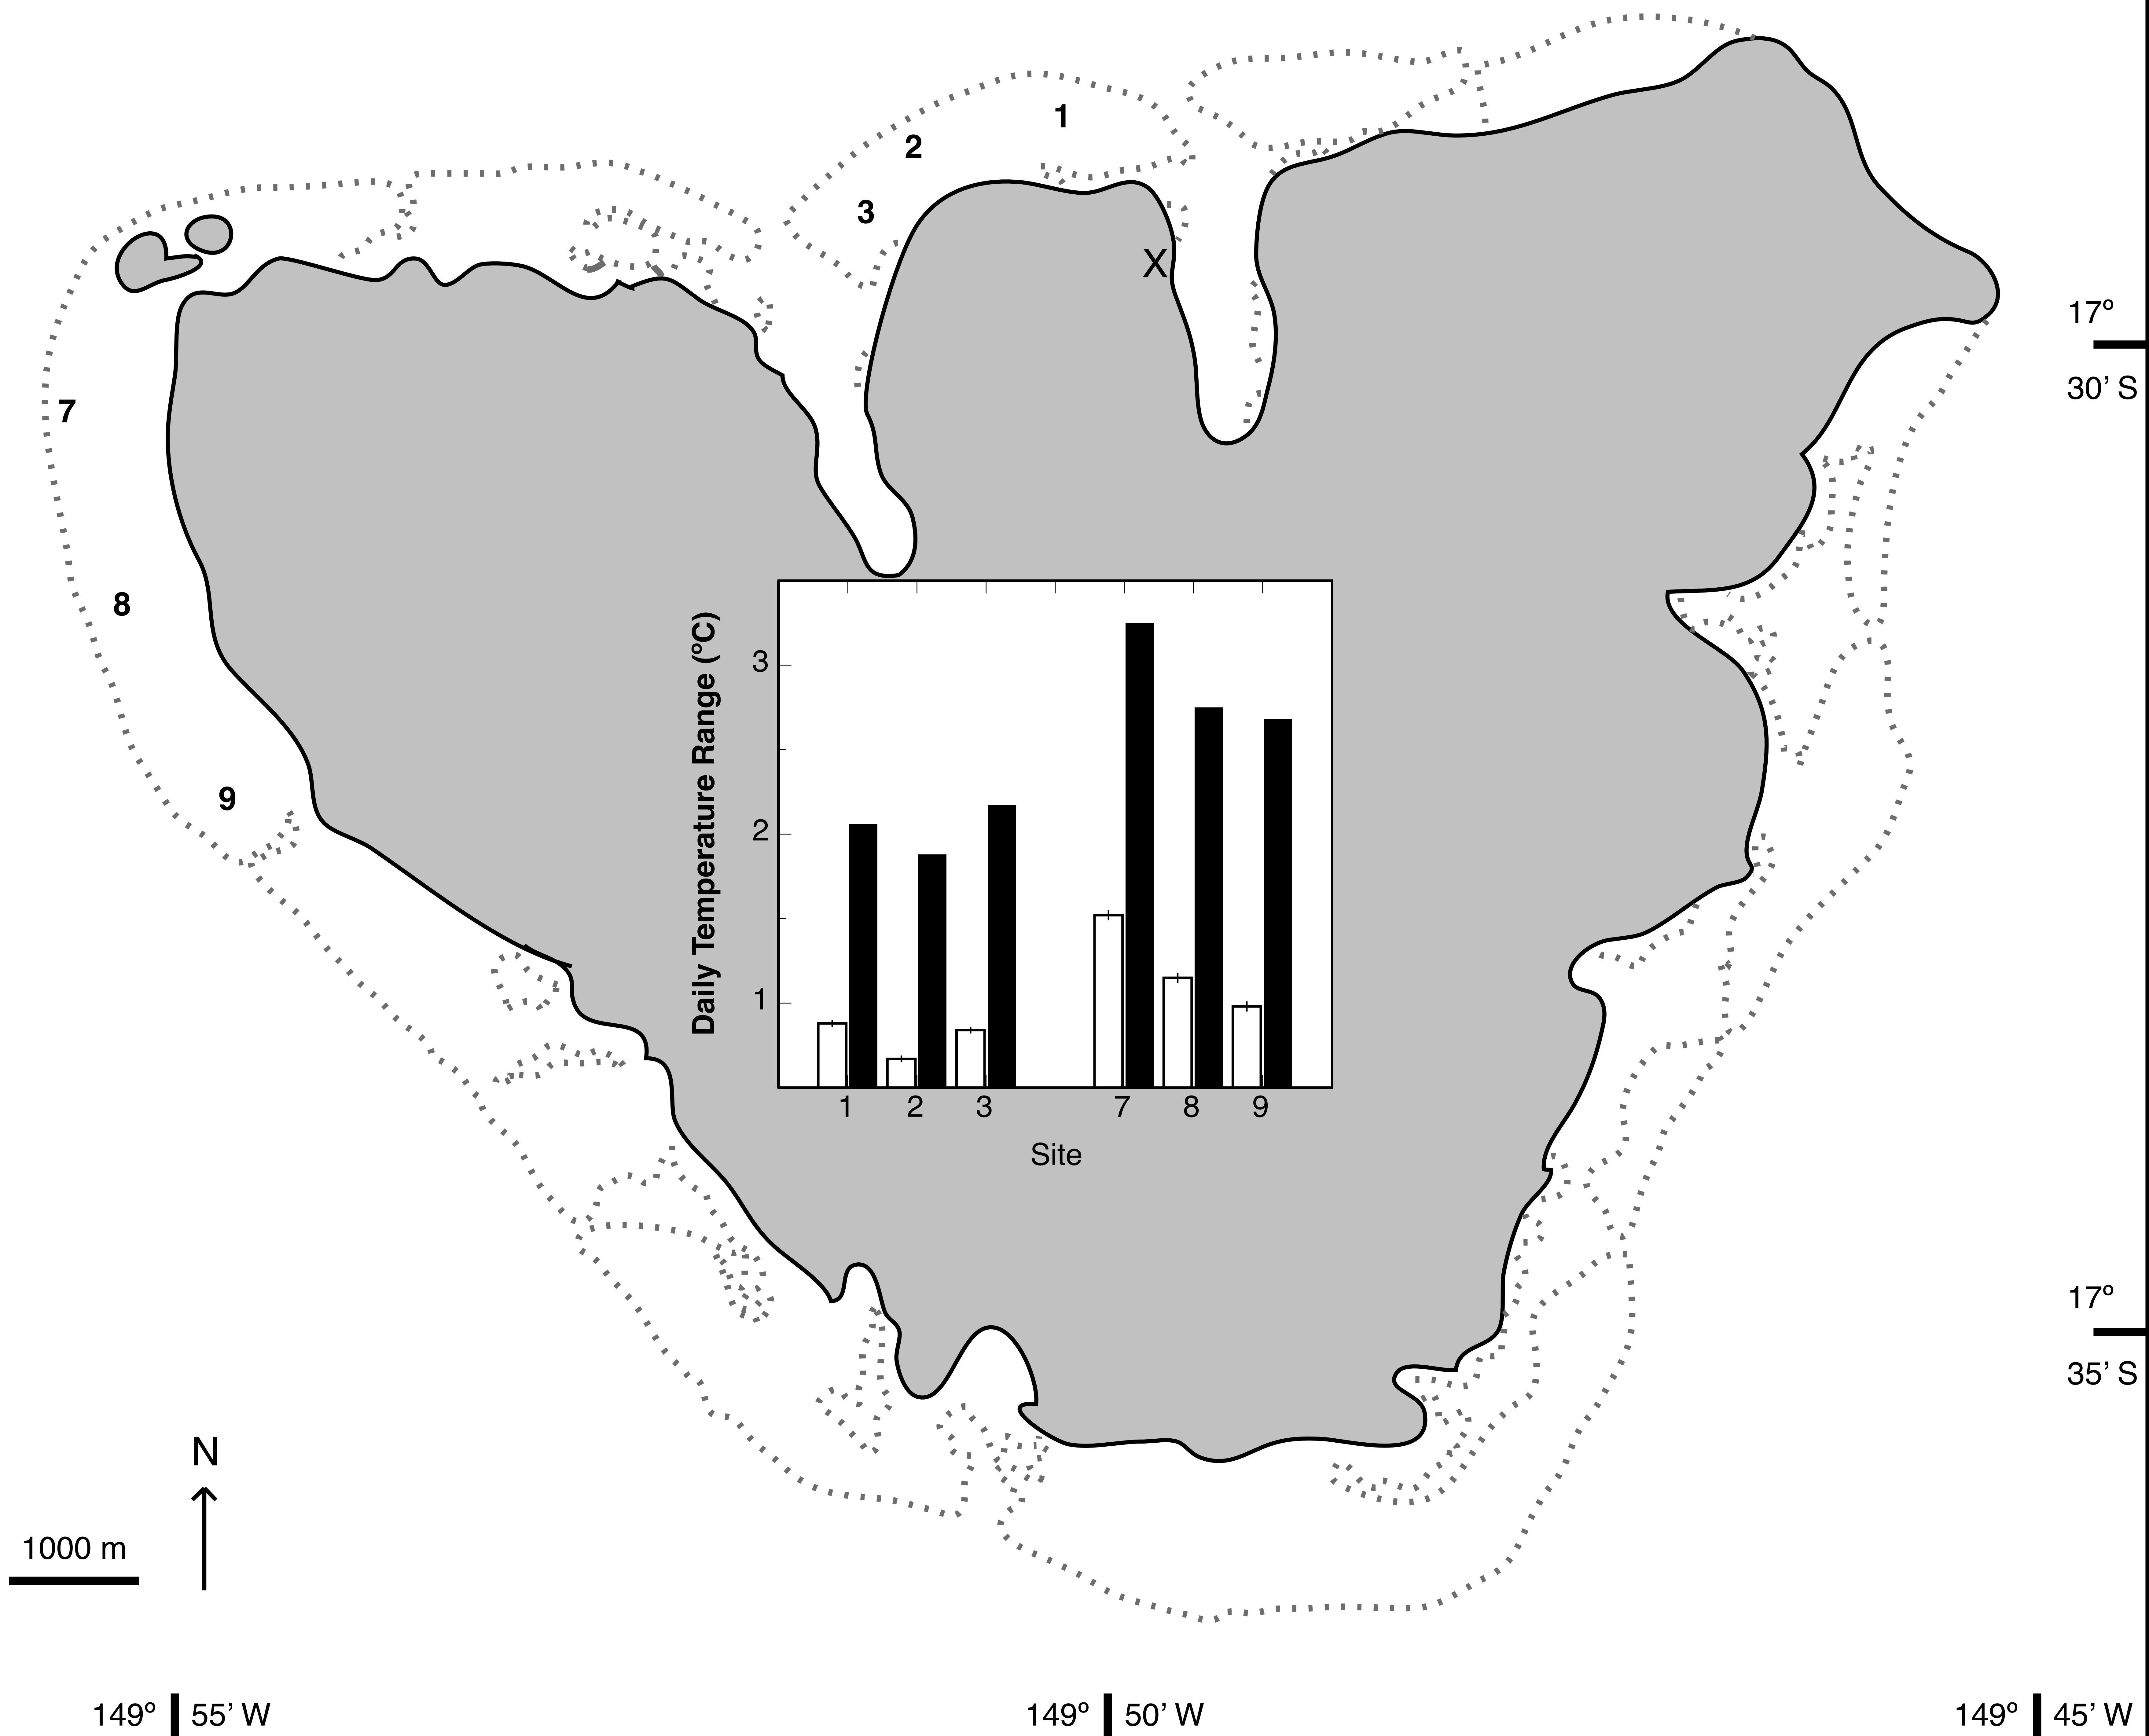 1
2
3
X
17º
30’ S
7
8
9
Daily Temperature Range (ºC)
3
2
1
1 2 3 7 8 9
Site
17º
35’ S
N
1000 m
149º 55’ W
149º 50’ W
149º 45’ W